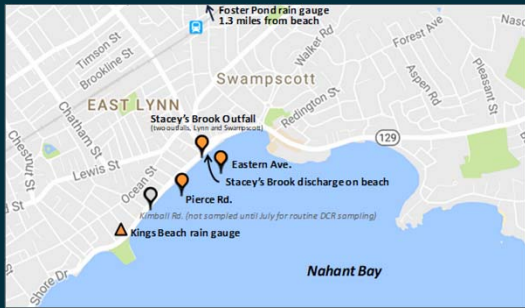 Foster Pond rain gauge
1.3 miles from beach
Timson St
Brookline St
Walker Rd
Forest Ave
Swampscott
Aspen Rd
Pleasant St
Redington St
EAST LYNN
Chatham St
Chestnut St
Stacey's Brook Outfall
(two outfalls, Lynn and Swampscott)
129
Lewis St
Ocean St
Eastern Ave.
Stacey's Brook discharge on beach
Pierce Rd.
Kimball Rd. (not sampled until July for routine DCR sampling)
Kings Beach rain gauge
Shore Dr
Nahant Bay